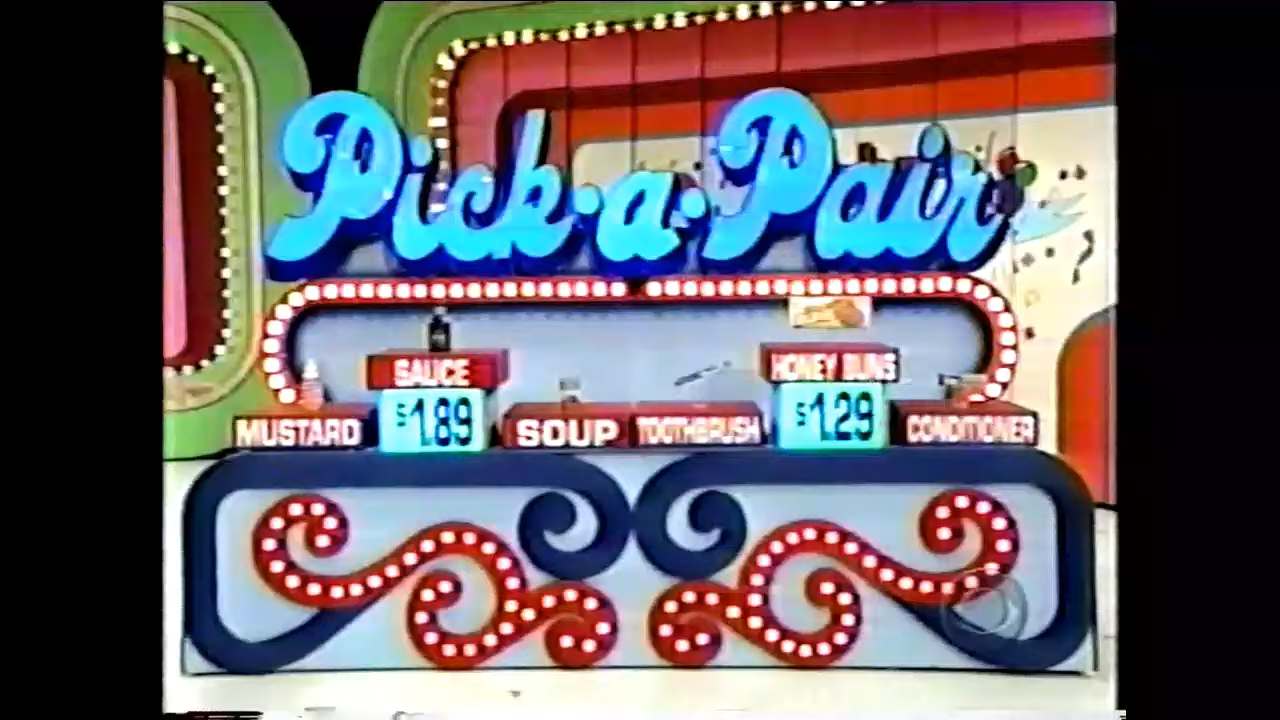 Pick-a-Pair
SAUCE
HONEY BUNS
MUSTARD
$1.89
SOUP
TOOTHBRUSH
$1.29
CONDITIONER